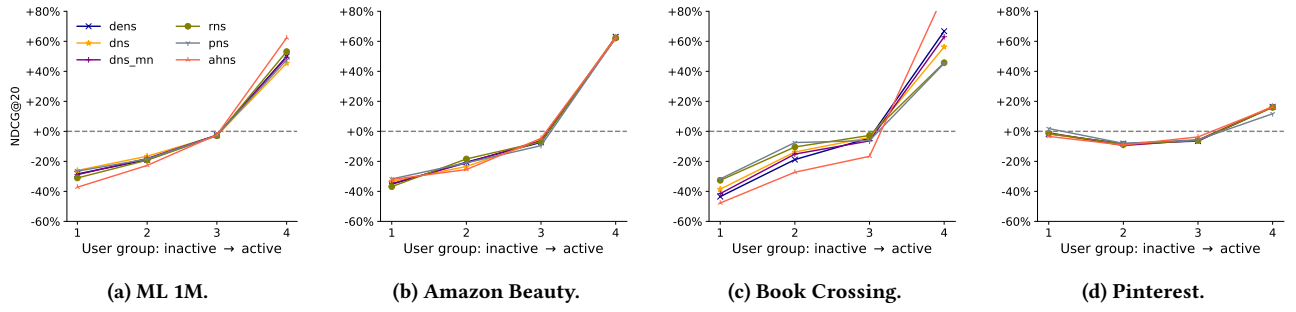 NDCG@20
+80%
+60%
+40%
+20%
+0%
-20%
-40%
-60%
dens
dns
dns_mn
rns
pns
ahns
1 2 3 4
User group: inactive → active
(a) ML 1M.
+80%
+60%
+40%
+20%
+0%
-20%
-40%
-60%
1 2 3 4
User group: inactive → active
(b) Amazon Beauty.
+80%
+60%
+40%
+20%
+0%
-20%
-40%
-60%
1 2 3 4
User group: inactive → active
(c) Book Crossing.
+80%
+60%
+40%
+20%
+0%
-20%
-40%
-60%
1 2 3 4
User group: inactive → active
(d) Pinterest.